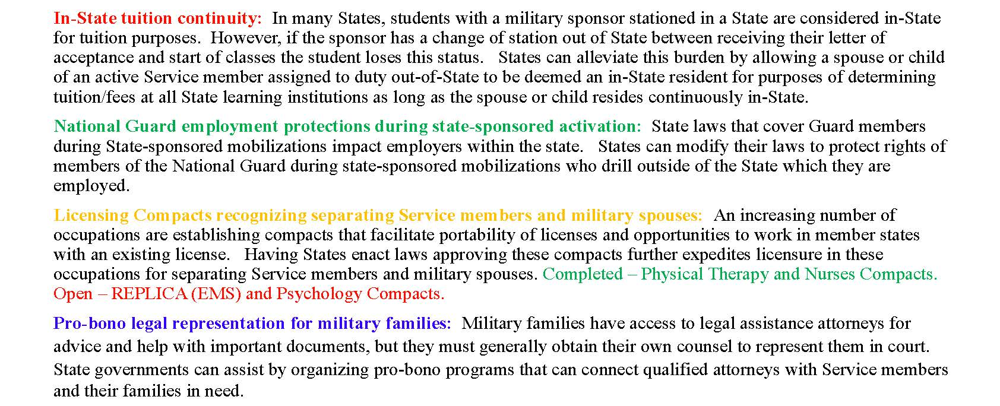 In-State tuition continuity:  In many States, students with a military sponsor stationed in a State are considered in-State
for tuition purposes.  However, if the sponsor has a change of station out of State between receiving their letter of
acceptance and start of classes the student loses this status.   States can alleviate this burden by allowing a spouse or child
of an active Service member assigned to duty out-of-State to be deemed an in-State resident for purposes of determining
tuition/fees at all State learning institutions as long as the spouse or child resides continuously in-State.
National Guard employment protections during state-sponsored activation:  State laws that cover Guard members
during State-sponsored mobilizations impact employers within the state.   States can modify their laws to protect rights of
members of the National Guard during state-sponsored mobilizations who drill outside of the State which they are
employed.
Licensing Compacts recognizing separating Service members and military spouses:  An increasing number of
occupations are establishing compacts that facilitate portability of licenses and opportunities to work in member states
with an existing license.   Having States enact laws approving these compacts further expedites licensure in these
occupations for separating Service members and military spouses. Completed – Physical Therapy and Nurses Compacts.
Open – REPLICA (EMS) and Psychology Compacts.
Pro-bono legal representation for military families:  Military families have access to legal assistance attorneys for
advice and help with important documents, but they must generally obtain their own counsel to represent them in court.
State governments can assist by organizing pro-bono programs that can connect qualified attorneys with Service members
and their families in need.